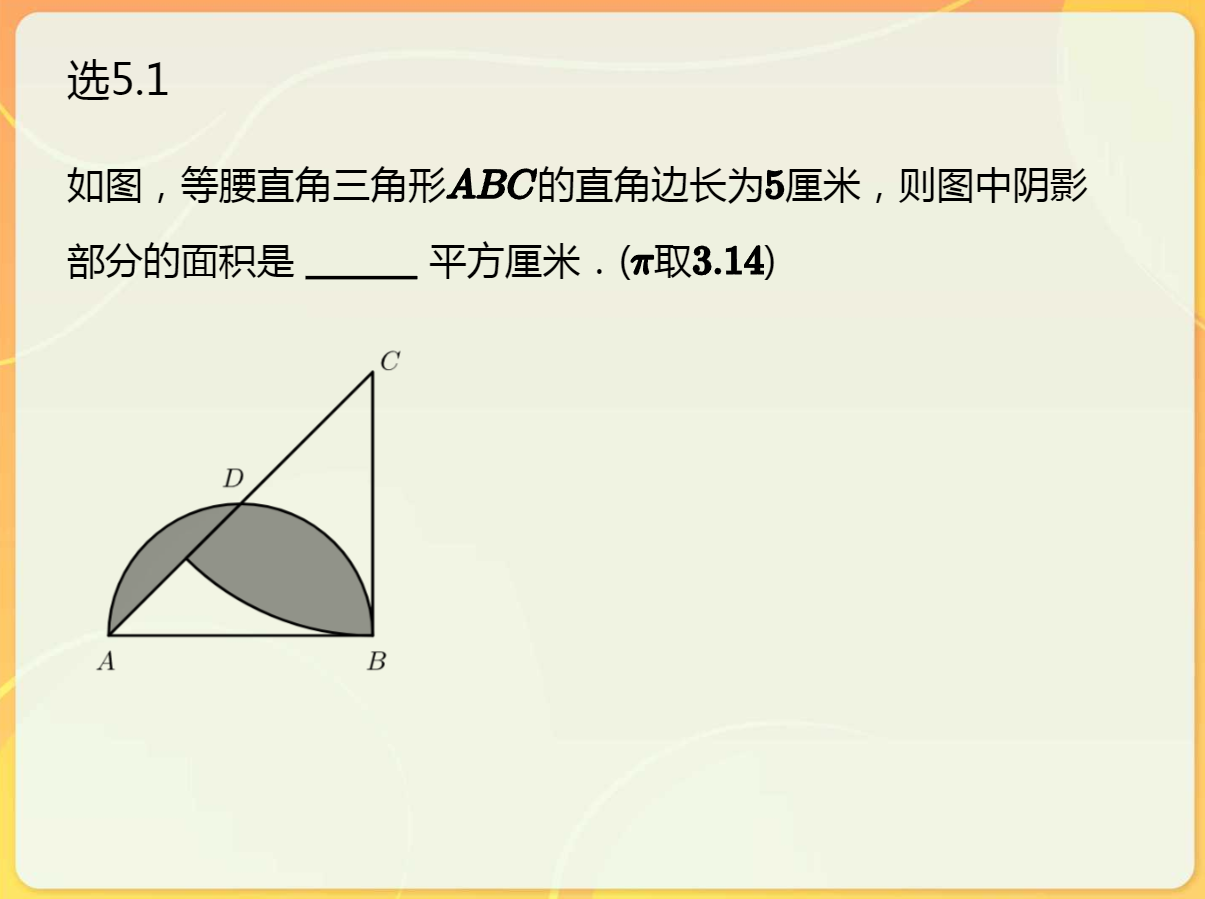 选5.1
如图，等腰直角三角形ABC的直角边长为5厘米，则图中阴影
部分的面积是 ______ 平方厘米．(π取3.14)
C
D
A
B